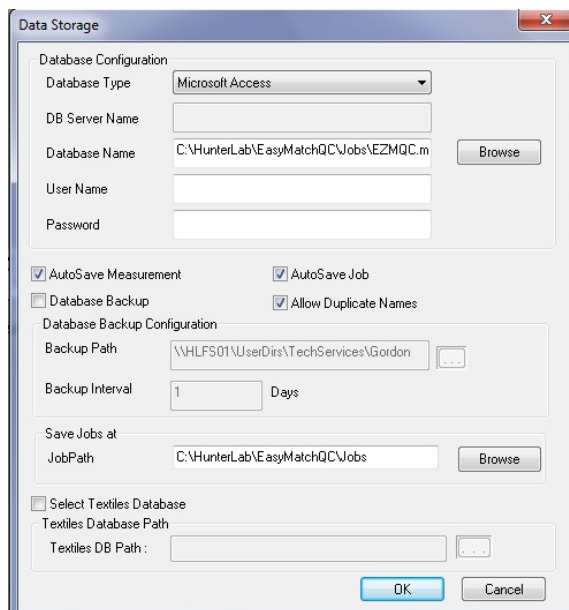 Data Storage
Database Configuration
Database Type Microsoft Access
DB Server Name
Database Name C:\HunterLab\EasyMatchQC\Jobs\EZMQC.m Browse
User Name
Password
AutoSave Measurement AutoSave Job
Database Backup Allow Duplicate Names
Database Backup Configuration
Backup Path \\HLFS01\UserDirs\TechServices\Gordon ...
Backup Interval 1 Days
Save Jobs at
JobPath C:\HunterLab\EasyMatchQC\Jobs Browse
Select Textiles Database
Textiles Database Path
Textiles DB Path : ...
OK Cancel